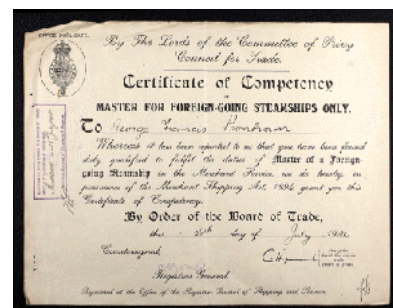 OFFICE DUPLICATE.
By The Lords of the Committee of Privy
Council for Trade.
Certificate of Competency
MASTER FOR FOREIGN-GOING STEAMSHIPS ONLY.
To George Francis
Whereas it has been reported to us that you have been found
duly qualified to fulfil the duties of Master of a Foreign-
going Steamship in the Merchant Service, we do hereby, in
pursuance of the Merchant Shipping Act, 1894, grant you this
Certificate of Competency.
By Order of the Board of Trade,
this day of July
Countersigned,
Registrar General.
Registered at the Office of the Registrar General of Shipping and Seamen.